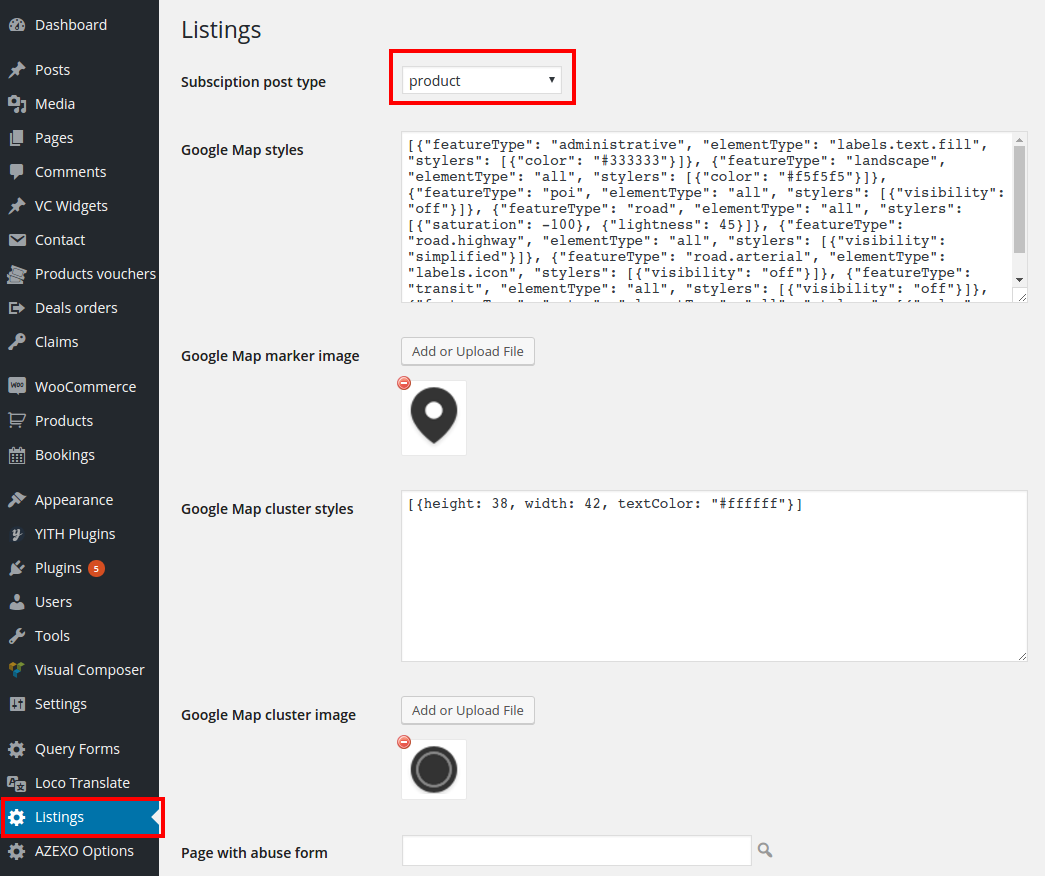 Dashboard
Posts
Media
Pages
Comments
VC Widgets
Contact
Products vouchers
Deals orders
Claims
WOO
WooCommerce
Products
Bookings
Appearance
YITH Plugins
Plugins 5
Users
Tools
Visual Composer
Settings
Query Forms
Loco Translate
Listings
AZEXO Options
Listings
Subsciption post type
product
Google Map styles
[{"featureType": "administrative", "elementType": "labels.text.fill",
"stylers": [{"color": "#333333"}]}, {"featureType": "landscape",
"elementType": "all", "stylers": [{"color": "#f5f5f5"}]},
{"featureType": "poi", "elementType": "all", "stylers": [{"visibility":
"off"}]}, {"featureType": "road", "elementType": "all", "stylers":
[{"saturation": -100}, {"lightness": 45}]}, {"featureType":
"road.highway", "elementType": "all", "stylers": [{"visibility":
"simplified"}]}, {"featureType": "road.arterial", "elementType":
"labels.icon", "stylers": [{"visibility": "off"}]}, {"featureType":
"transit", "elementType": "all", "stylers": [{"visibility": "off"}]},
Google Map marker image
Add or Upload File
Google Map cluster styles
[{height: 38, width: 42, textColor: "#ffffff"}]
Google Map cluster image
Add or Upload File
Page with abuse form